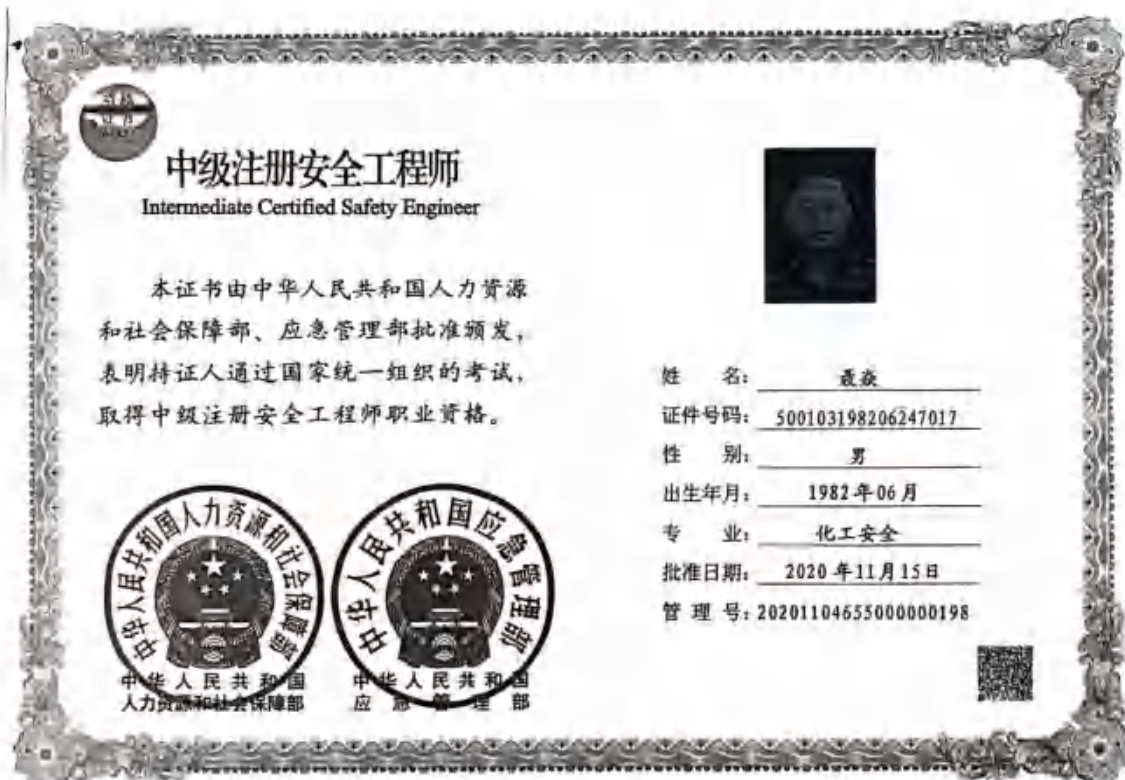 中级注册安全工程师
Intermediate Certified Safety Engineer
本证书由中华人民共和国人力资源
和社会保障部、应急管理部批准颁发,
表明持证人通过国家统一组织的考试,
取得中级注册安全工程师职业资格。
中华人民共和国人力资源和社会保障部
中华人民共和国
人力资源和社会保障部
中华人民共和国应急管理部
中华人民共和国
应急管理部
姓 名: 聂焱
证件号码: 500103198206247017
性 别: 男
出生年月: 1982年06月
专 业: 化工安全
批准日期: 2020年11月15日
管 理 号: 20201104655000000198